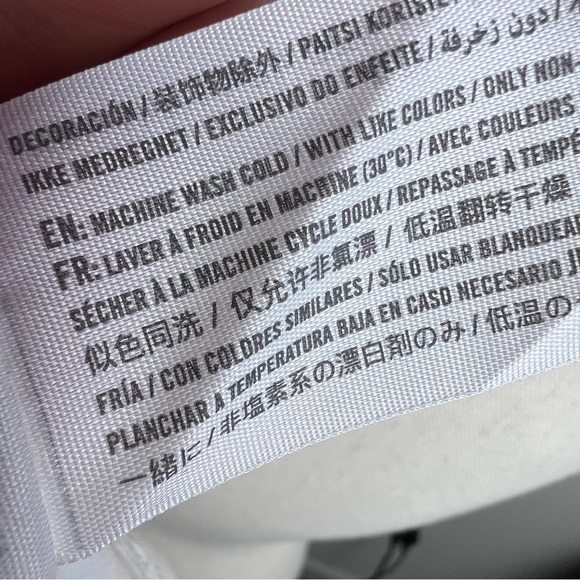 DECORACIÓN / 装飾物除外 / PAITSI KORISTE
IKKE MEDREGNET / EXCLUSIVO DO ENFEITE / دون زخرفة /
EN: MACHINE WASH COLD / WITH LIKE COLORS / ONLY NON-
FR: LAVER À FROID EN MACHINE (30°C) / AVEC COULEURS
SÉCHER À LA MACHINE CYCLE DOUX / REPASSAGE À TEMPÉ
似色同洗 / 仅允许非氯漂 / 低温翻转干燥
FRÍA / CON COLORES SIMILARES / SÓLO USAR BLANQUEA
PLANCHAR A TEMPERATURA BAJA EN CASO NECESARIO
一緒に / 非塩素系の漂白剤のみ / 低温の